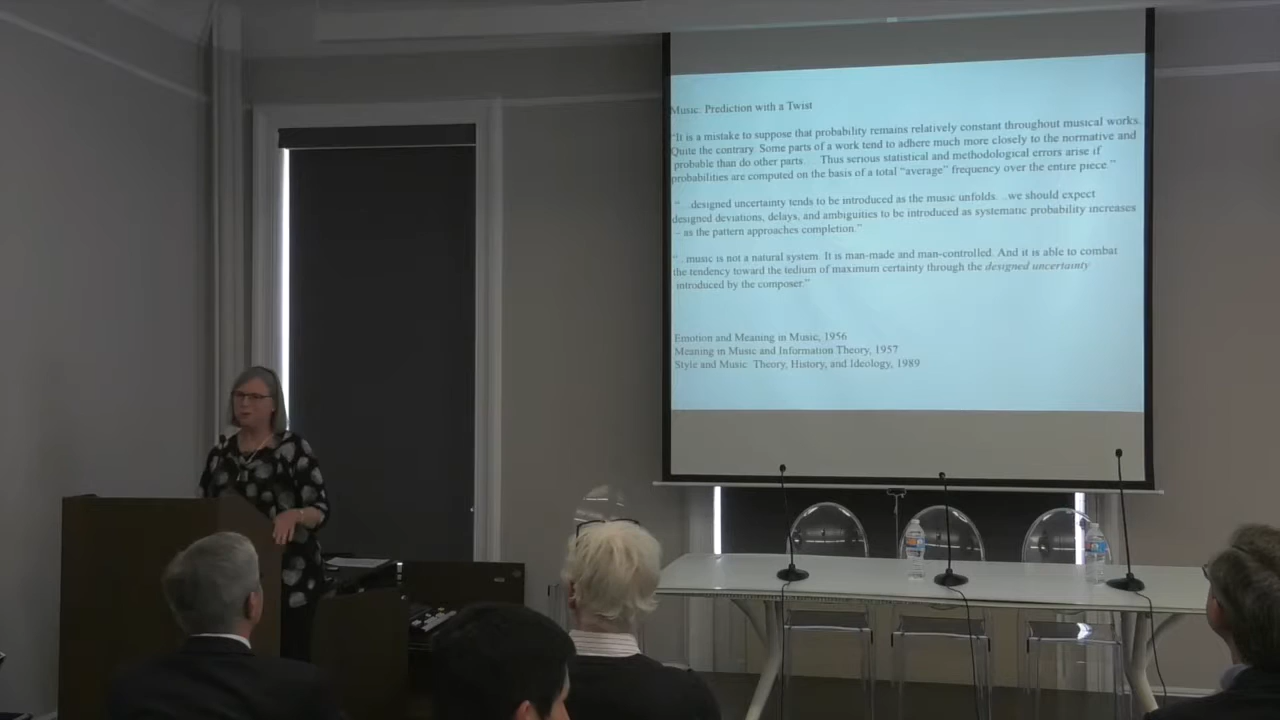 Music: Prediction with a Twist
"It is a mistake to suppose that probability remains relatively constant throughout musical works.
Quite the contrary. Some parts of a work tend to adhere much more closely to the normative and
probable than do other parts. . . Thus serious statistical and methodological errors arise if
probabilities are computed on the basis of a total "average" frequency over the entire piece."
". . .designed uncertainty tends to be introduced as the music unfolds. . .we should expect
designed deviations, delays, and ambiguities to be introduced as systematic probability increases
– as the pattern approaches completion."
". . music is not a natural system. It is man-made and man-controlled. And it is able to combat
the tendency toward the tedium of maximum certainty through the designed uncertainty
introduced by the composer."
Emotion and Meaning in Music, 1956
Meaning in Music and Information Theory, 1957
Style and Music: Theory, History, and Ideology, 1989